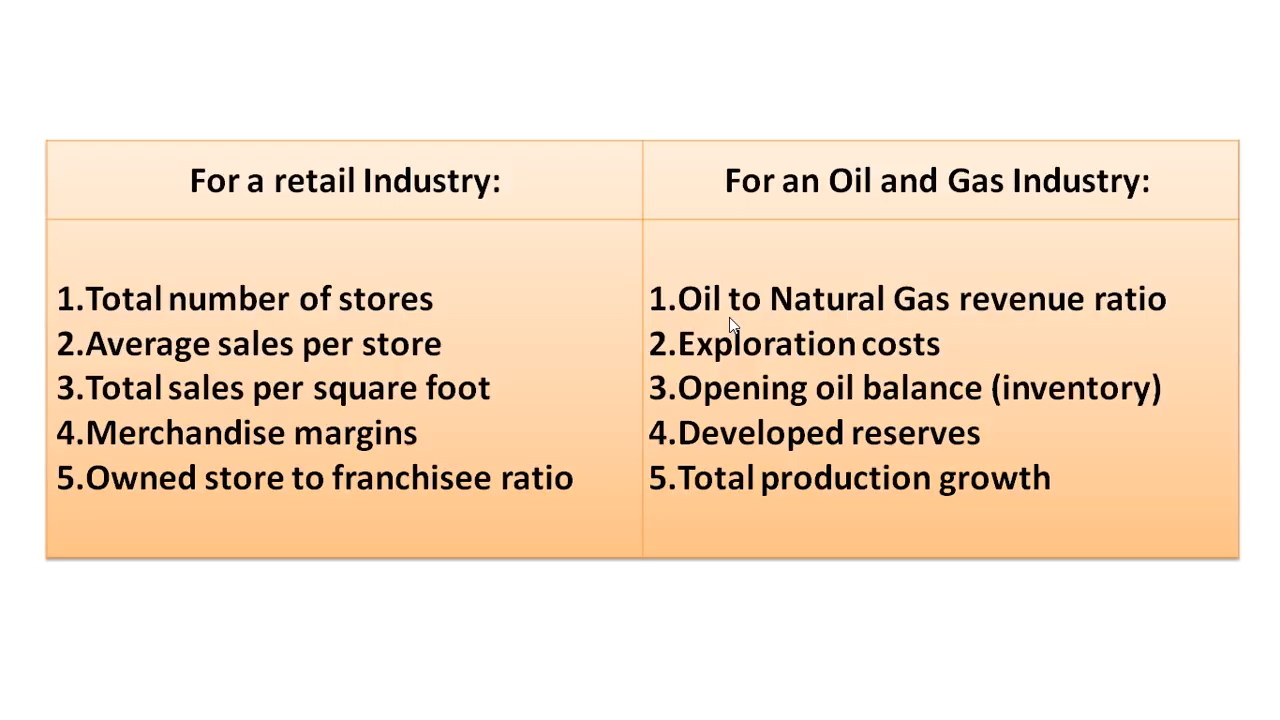 For a retail Industry:
1.Total number of stores
2.Average sales per store
3.Total sales per square foot
4.Merchandise margins
5.Owned store to franchisee ratio
For an Oil and Gas Industry:
1.Oil to Natural Gas revenue ratio
2.Exploration costs
3.Opening oil balance (inventory)
4.Developed reserves
5.Total production growth